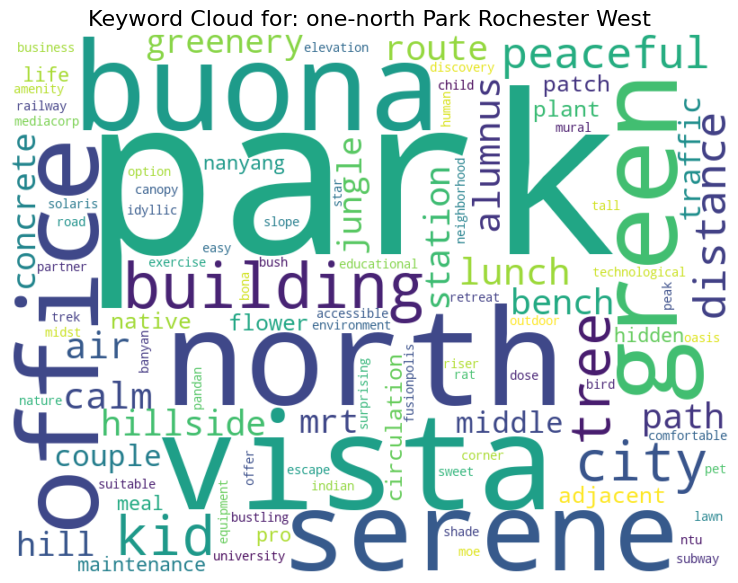 Keyword Cloud for: one-north Park Rochester West
business
greenery
elevation
route
peaceful
life
buona
discovery
amenity
child
patch
railway
human
alumnus
plant
mediacorp
mural
park
green
traffic
concrete
office
option
nanyang
jungle
station
canopy
star
neighborhood
distance
solaris
idyllic
tall
road
slope
easy
partner
exercise
bush
educational
building
lunch
technological
bona
retreat
bench
peak
trek
native
flower
accessible
environment
outdoor
hidden
oasis
midst
air
banyan
north
tree
surprising
fusionpolis
riser
rat
dose
bird
nature
calm
pandan
hillside
mrt
circulation
middle
path
comfortable
couple
vista
corner
city
pet
suitable
offer
escape
sweet
indian
adjacent
meal
equipment
kid
bustling
serene
lawn
hill
pro
shade
ntu
maintenance
university
moe
subway